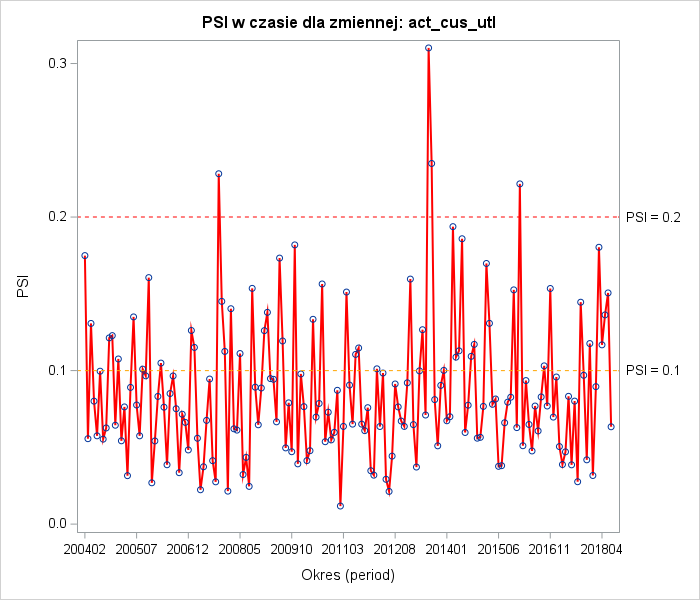 PSI w czasie dla zmiennej: act_cus_utl
0.3
0.2
PSI = 0.2
PSI
0.1
PSI = 0.1
0.0
200402 200507 200612 200805 200910 201103 201208 201401 201506 201611 201804
Okres (period)